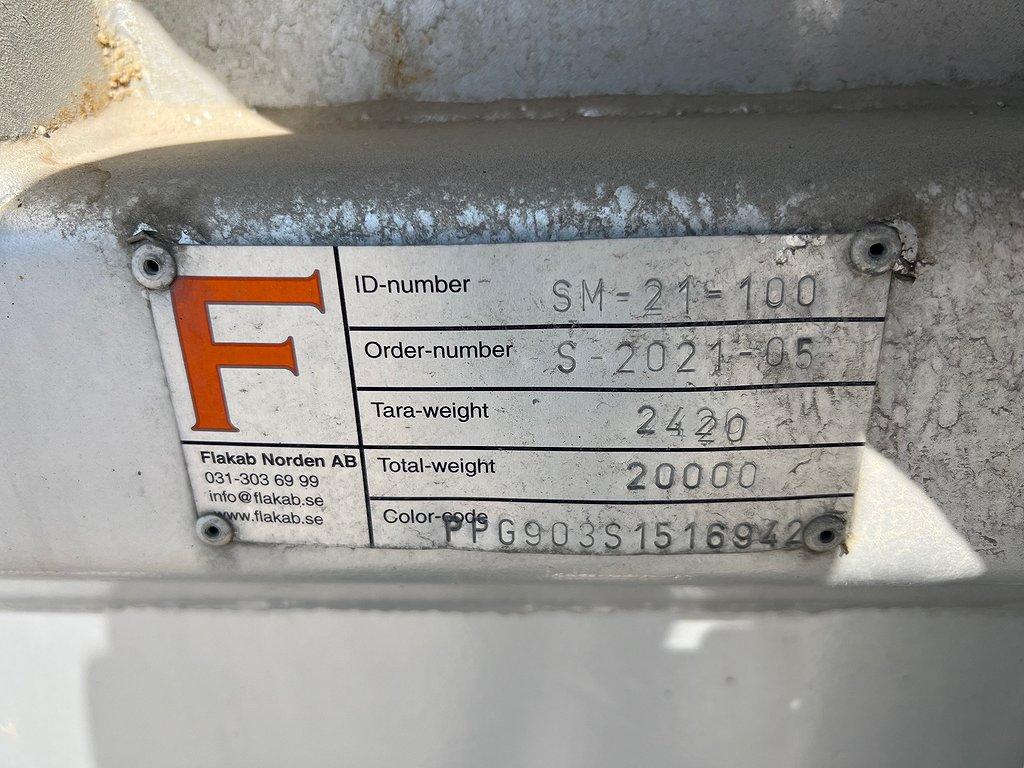 F
ID-number SM-21-100
Order-number S-2021-05
Tara-weight 2420
Total-weight 20000
Color-code PPG903S1516942
Flakab Norden AB
031-303 69 99
info@flakab.se
www.flakab.se